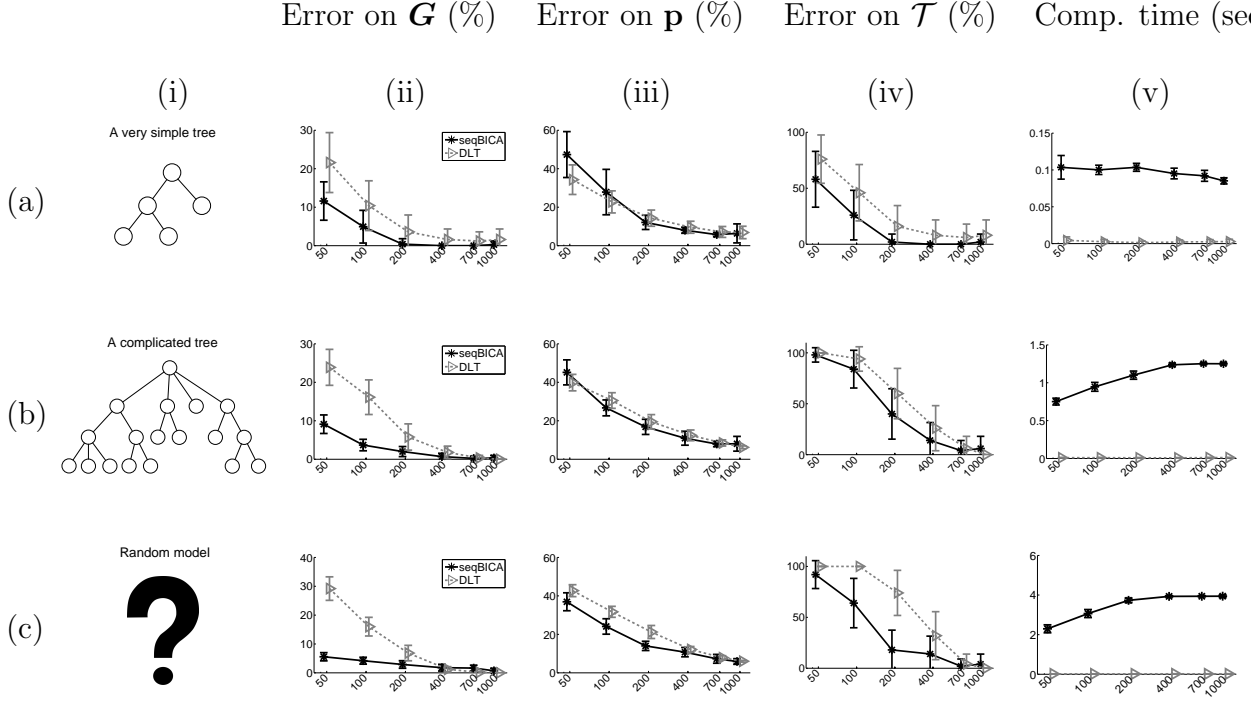 Error on G (%) Error on p (%) Error on 𝒯 (%) Comp. time (sec
(i) (ii) (iii) (iv) (v)
(a)
A very simple tree
30
20
10
0
50 100 200 400 700 1000
seqBICA
DLT
60
40
20
0
50 100 200 400 700 1000
100
50
0
50 100 200 400 700 1000
0.15
0.1
0.05
0
50 100 200 400 700 1000
(b)
A complicated tree
30
20
10
0
50 100 200 400 700 1000
seqBICA
DLT
60
40
20
0
50 100 200 400 700 1000
100
50
0
50 100 200 400 700 1000
1.5
1
0.5
0
50 100 200 400 700 1000
(c)
Random model
?
40
30
20
10
0
50 100 200 400 700 1000
seqBICA
DLT
60
40
20
0
50 100 200 400 700 1000
100
50
0
50 100 200 400 700 1000
6
4
2
0
50 100 200 400 700 1000